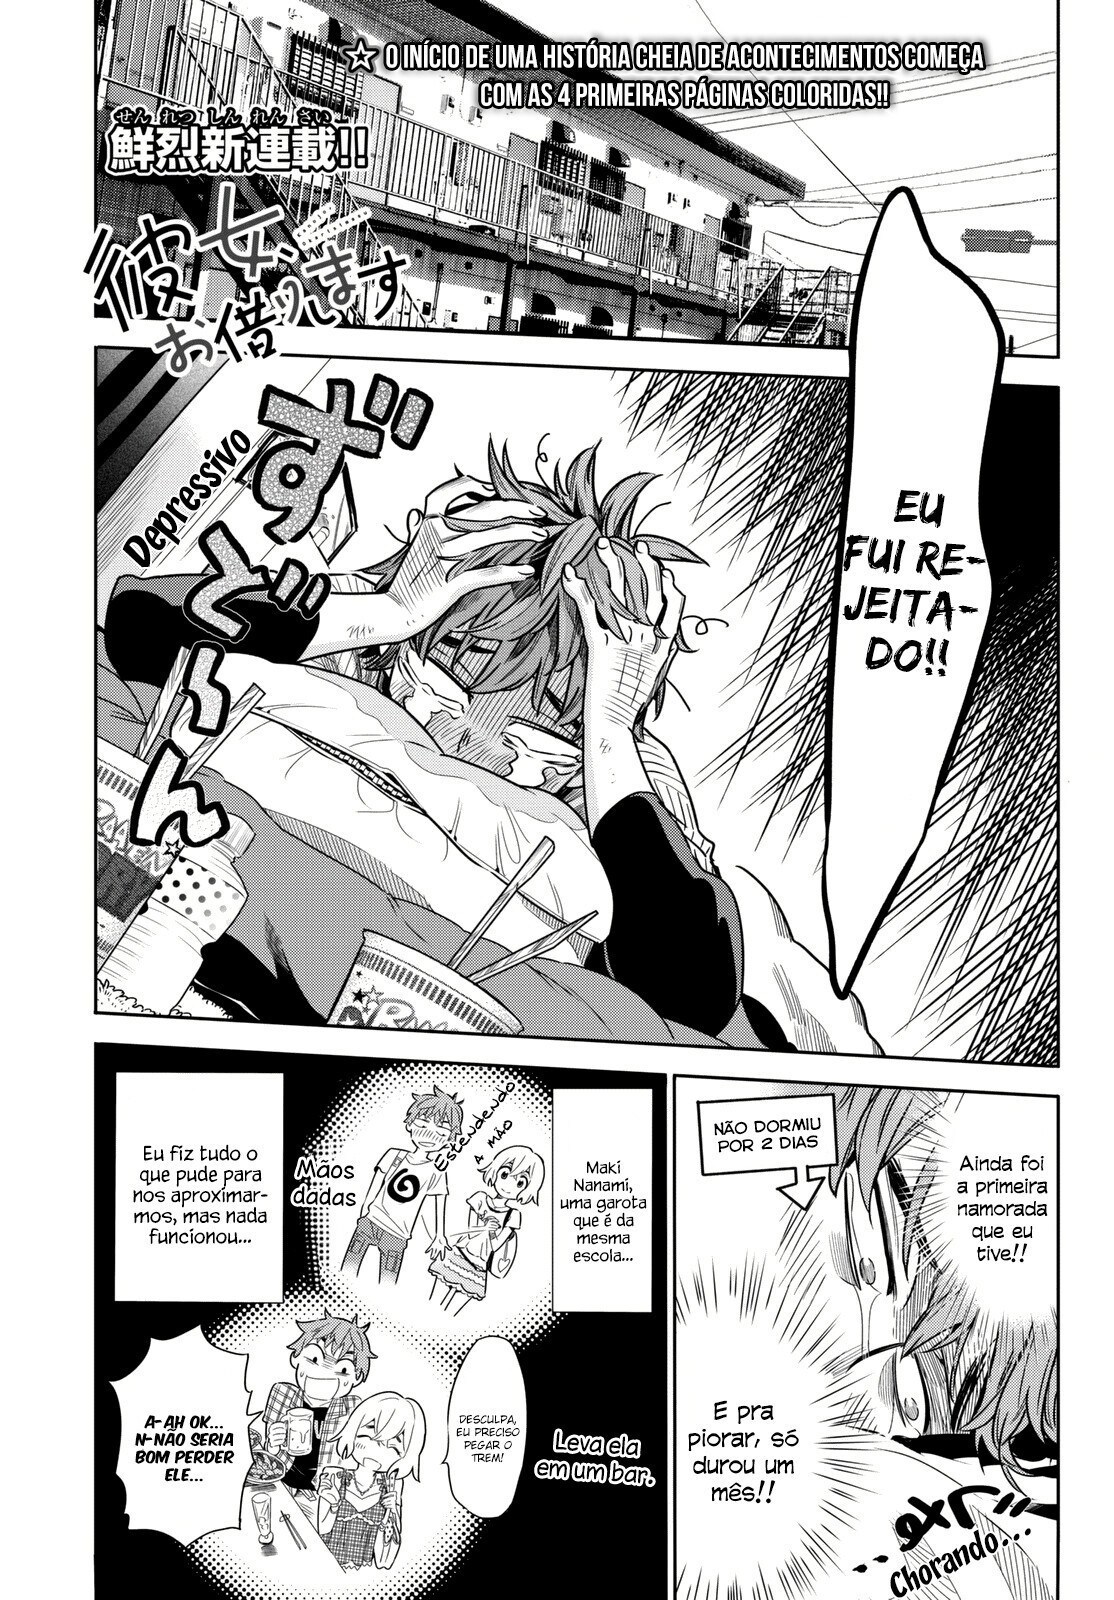 ☆ O INÍCIO DE UMA HISTÓRIA CHEIA DE ACONTECIMENTOS COMEÇA
COM AS 4 PRIMEIRAS PÁGINAS COLORIDAS!!
せんれつしんれんさい
鮮烈新連載!!
彼女、
お借りします
EU
FUI RE-
JEITA-
DO!!
ず~ん
Depressivo
ど~ん
RAMEN
NÃO DORMIU
POR 2 DIAS
Ainda foi
a primeira
namorada
que eu
tive!!
E pra
piorar, só
durou um
mês!!
Chorando...
Maki
Nanami,
uma garota
que é da
mesma
escola...
Estendendo
a mão
Mãos
dadas
Eu fiz tudo o
que pude para
nos aproximar-
mos, mas nada
funcionou...
Leva ela
em um bar.
DESCULPA,
EU PRECISO
PEGAR O
TREM!
A-AH OK...
N-NÃO SERIA
BOM PERDER
ELE...